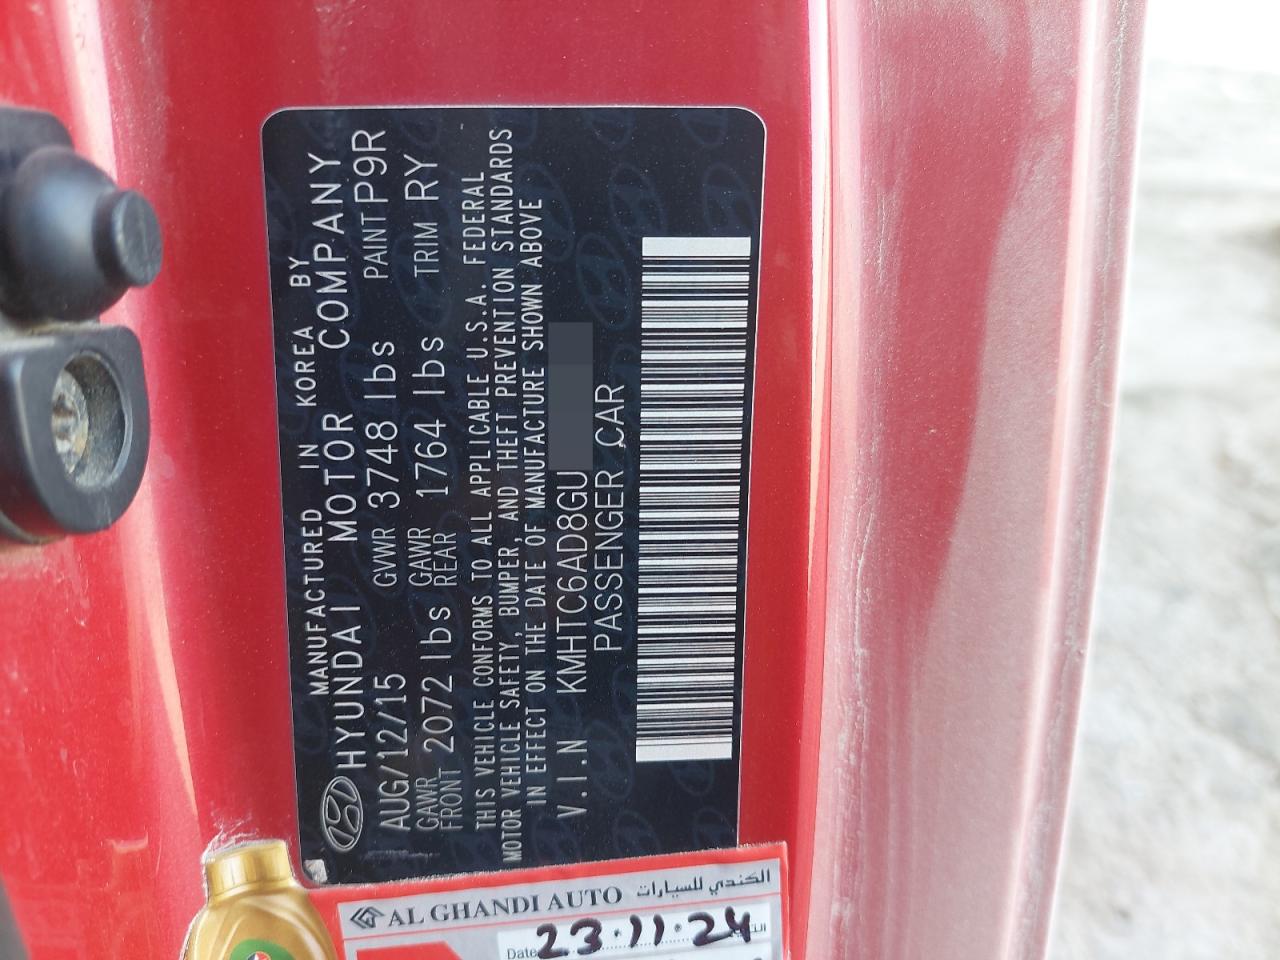 MANUFACTURED IN KOREA BY
HYUNDAI MOTOR COMPANY
AUG/12/15 GVWR 3748 lbs PAINT P9R
GAWR FRONT 2072 lbs GAWR REAR 1764 lbs TRIM RY
THIS VEHICLE CONFORMS TO ALL APPLICABLE U.S.A. FEDERAL
MOTOR VEHICLE SAFETY, BUMPER, AND THEFT PREVENTION STANDARDS
IN EFFECT ON THE DATE OF MANUFACTURE SHOWN ABOVE
V.I.N KMHTC6AD8GU
PASSENGER CAR
AL GHANDI AUTO الكندي للسيارات
Date 23.11.24